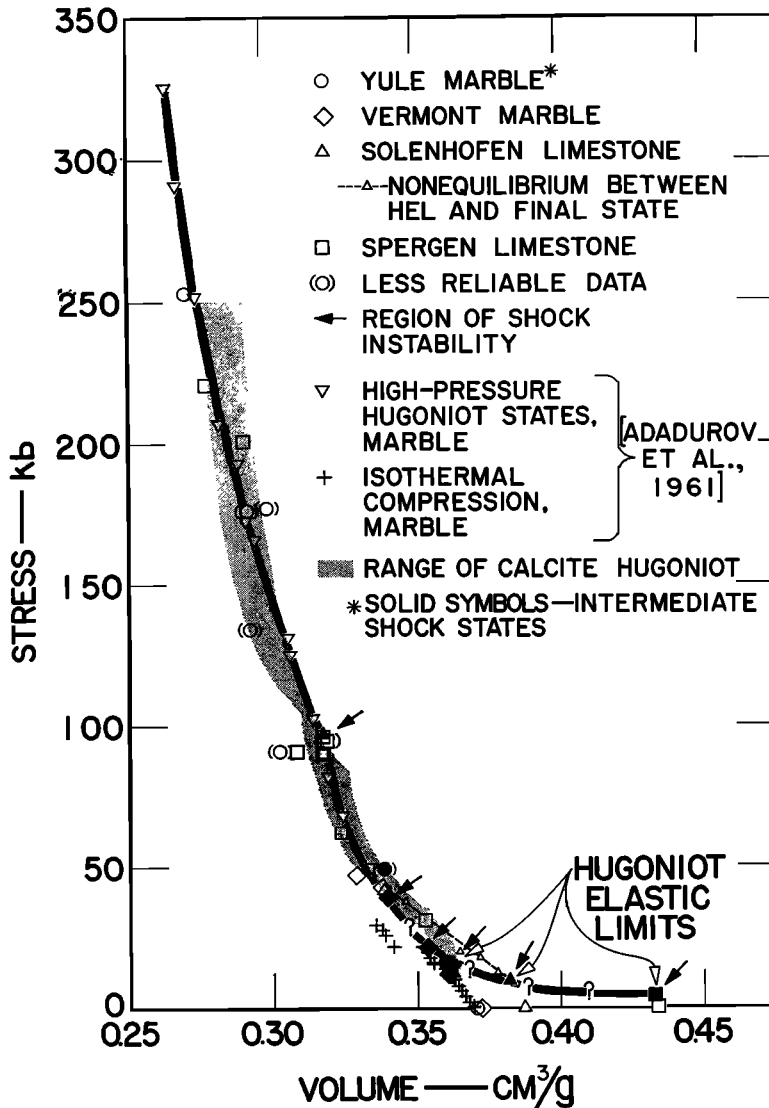 350
300
250
200
150
100
50
0
STRESS — kb
0.25
0.30
0.35
0.40
0.45
VOLUME — CM³/g
YULE MARBLE*
VERMONT MARBLE
SOLENHOFEN LIMESTONE
NONEQUILIBRIUM BETWEEN
HEL AND FINAL STATE
SPERGEN LIMESTONE
LESS RELIABLE DATA
REGION OF SHOCK
INSTABILITY
HIGH-PRESSURE
HUGONIOT STATES,
MARBLE
ISOTHERMAL
COMPRESSION,
MARBLE
[ADADUROV
ET AL.,
1961]
RANGE OF CALCITE HUGONIOT
*SOLID SYMBOLS—INTERMEDIATE
SHOCK STATES
HUGONIOT
ELASTIC
LIMITS
?
?
?
?